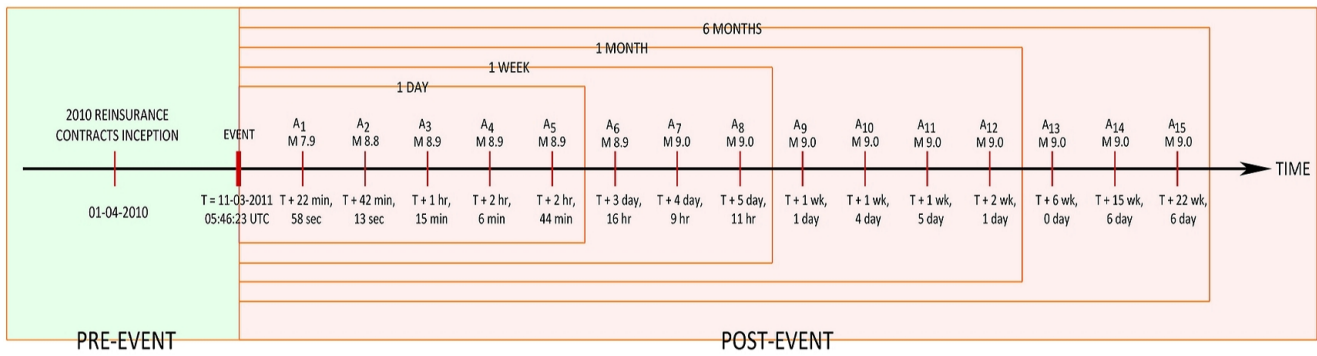 6 MONTHS
1 MONTH
1 WEEK
1 DAY
2010 REINSURANCE
CONTRACTS INCEPTION
EVENT
A1
M 7.9
A2
M 8.8
A3
M 8.9
A4
M 8.9
A5
M 8.9
A6
M 8.9
A7
M 9.0
A8
M 9.0
A9
M 9.0
A10
M 9.0
A11
M 9.0
A12
M 9.0
A13
M 9.0
A14
M 9.0
A15
M 9.0
TIME
01-04-2010
T = 11-03-2011
05:46:23 UTC
T + 22 min,
58 sec
T + 42 min,
13 sec
T + 1 hr,
15 min
T + 2 hr,
6 min
T + 2 hr,
44 min
T + 3 day,
16 hr
T + 4 day,
9 hr
T + 5 day,
11 hr
T + 1 wk,
1 day
T + 1 wk,
4 day
T + 1 wk,
5 day
T + 2 wk,
1 day
T + 6 wk,
0 day
T + 15 wk,
6 day
T + 22 wk,
6 day
PRE-EVENT
POST-EVENT